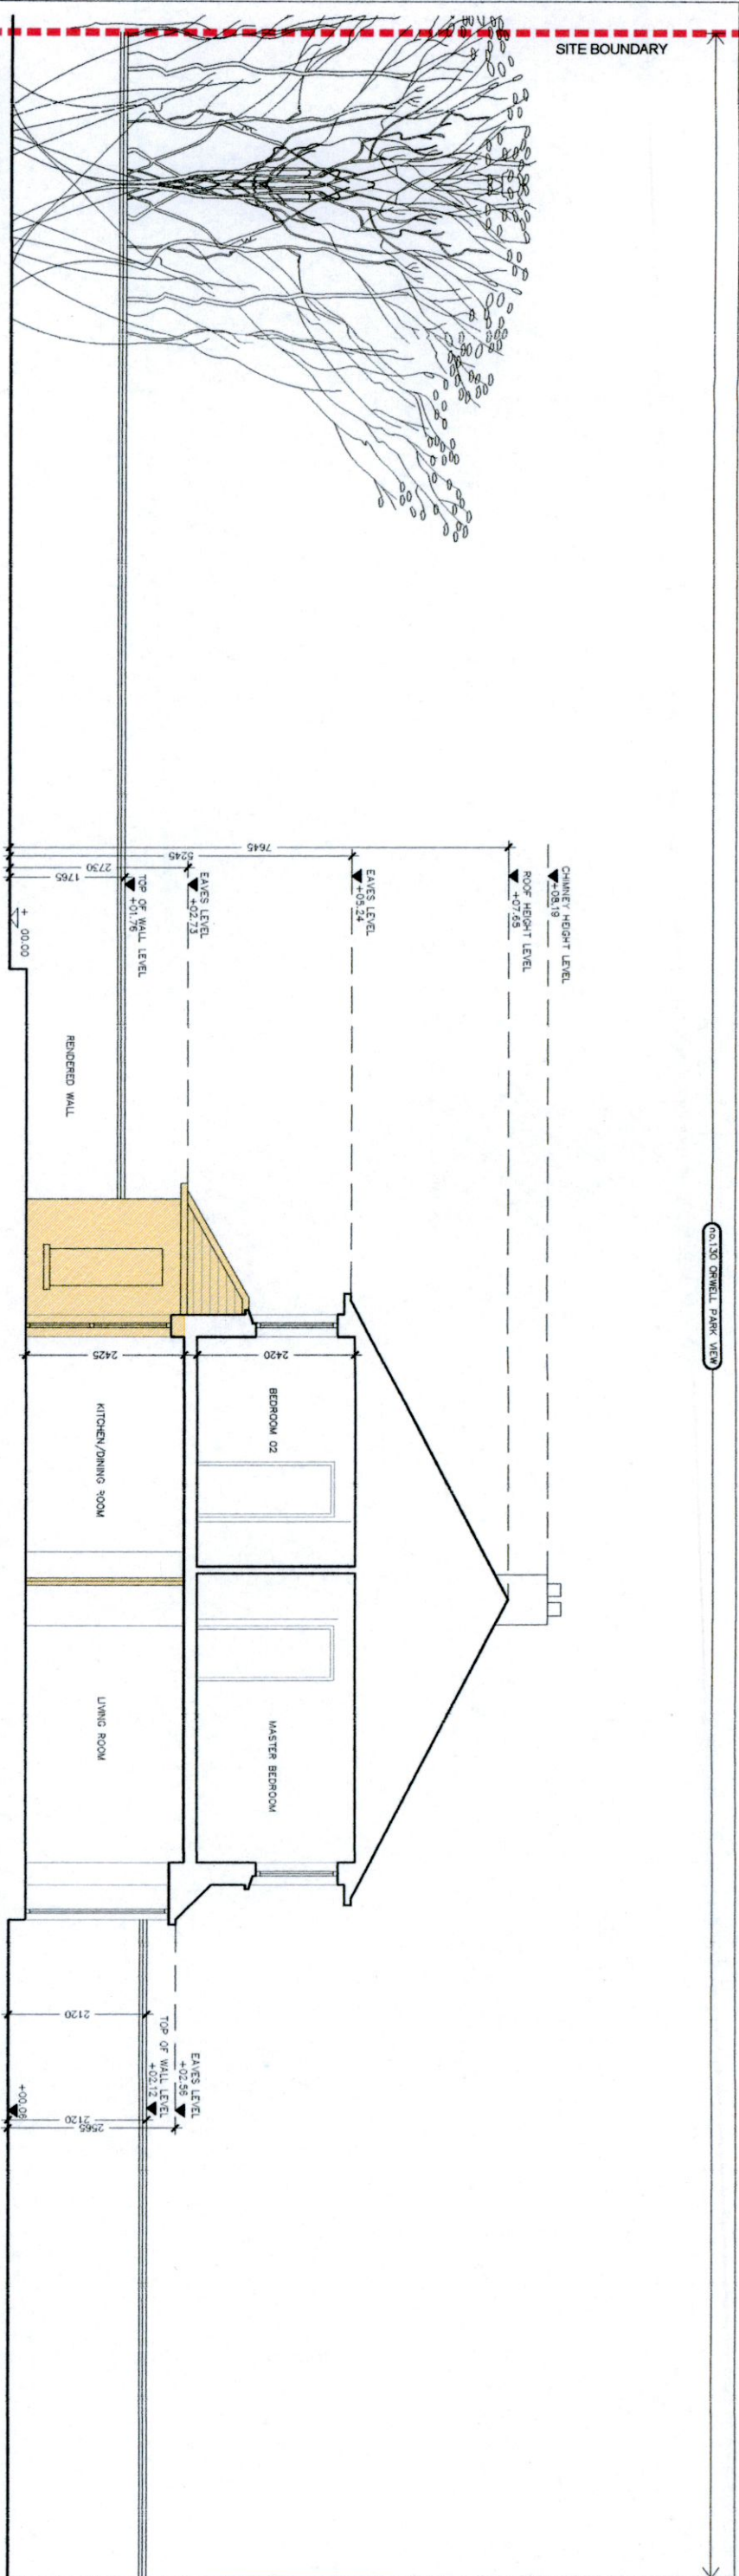 SITE BOUNDARY
no.130 ORWELL PARK VIEW
CHIMNEY HEIGHT LEVEL
+08.19
ROOF HEIGHT LEVEL
+07.65
EAVES LEVEL
+05.24
EAVES LEVEL
+02.73
TOP OF WALL LEVEL
+01.76
+ 00.00
7645
5245
2730
1765
RENDERED WALL
2425
2420
BEDROOM 02
KITCHEN/DINING ROOM
MASTER BEDROOM
LIVING ROOM
EAVES LEVEL
+02.56
TOP OF WALL LEVEL
+02.12
+00.06
2120
2120
2565